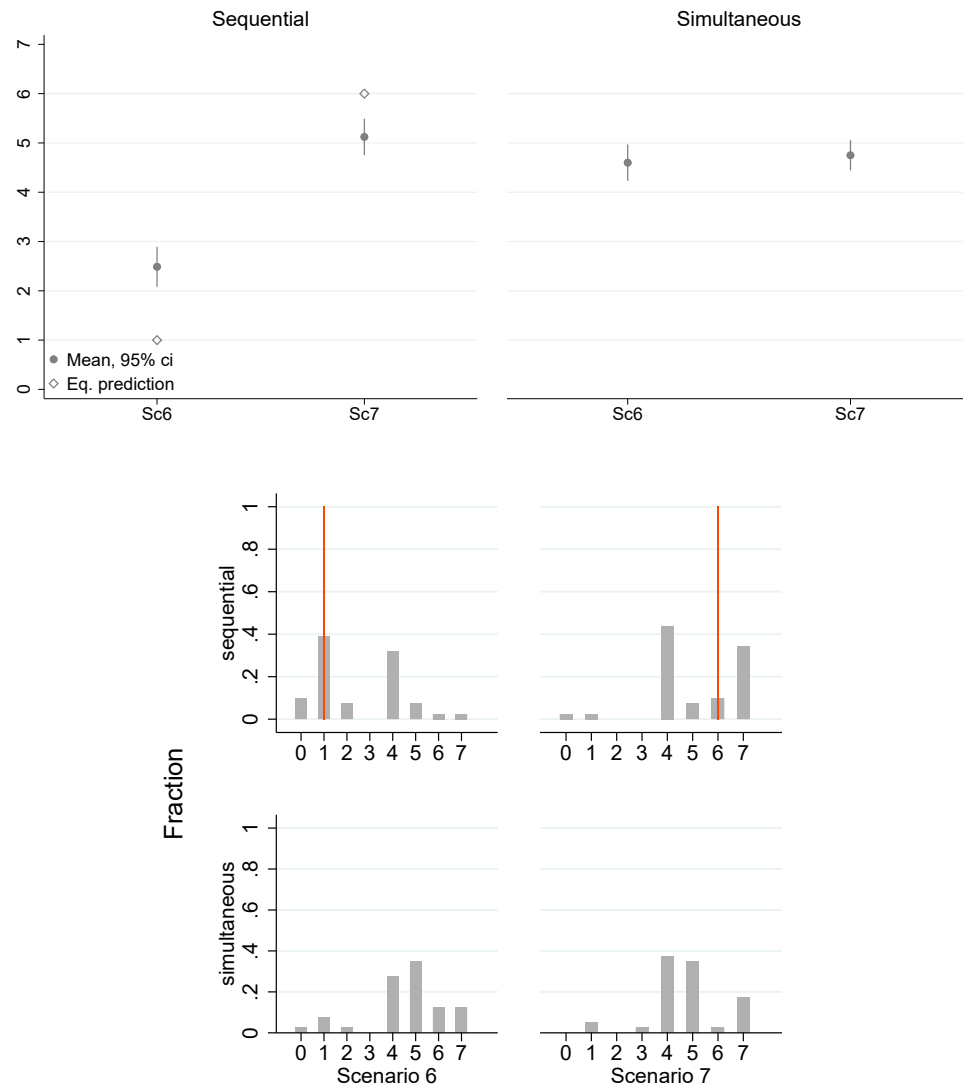 Sequential Simultaneous
7
6
5
4
3
2
1
0
Mean, 95% ci
Eq. prediction
Sc6 Sc7 Sc6 Sc7
Fraction
sequential
1
.8
.6
.4
.2
0
0 1 2 3 4 5 6 7 0 1 2 3 4 5 6 7
simultaneous
1
.8
.6
.4
.2
0
0 1 2 3 4 5 6 7 0 1 2 3 4 5 6 7
Scenario 6 Scenario 7